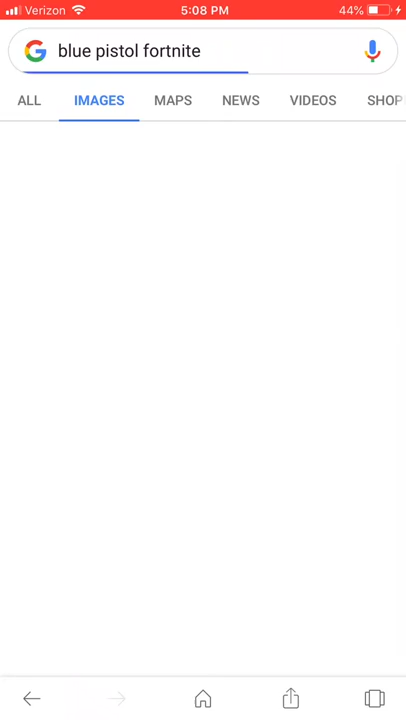 Verizon 5:08 PM 44%
blue pistol fortnite
ALL IMAGES MAPS NEWS VIDEOS SHOP